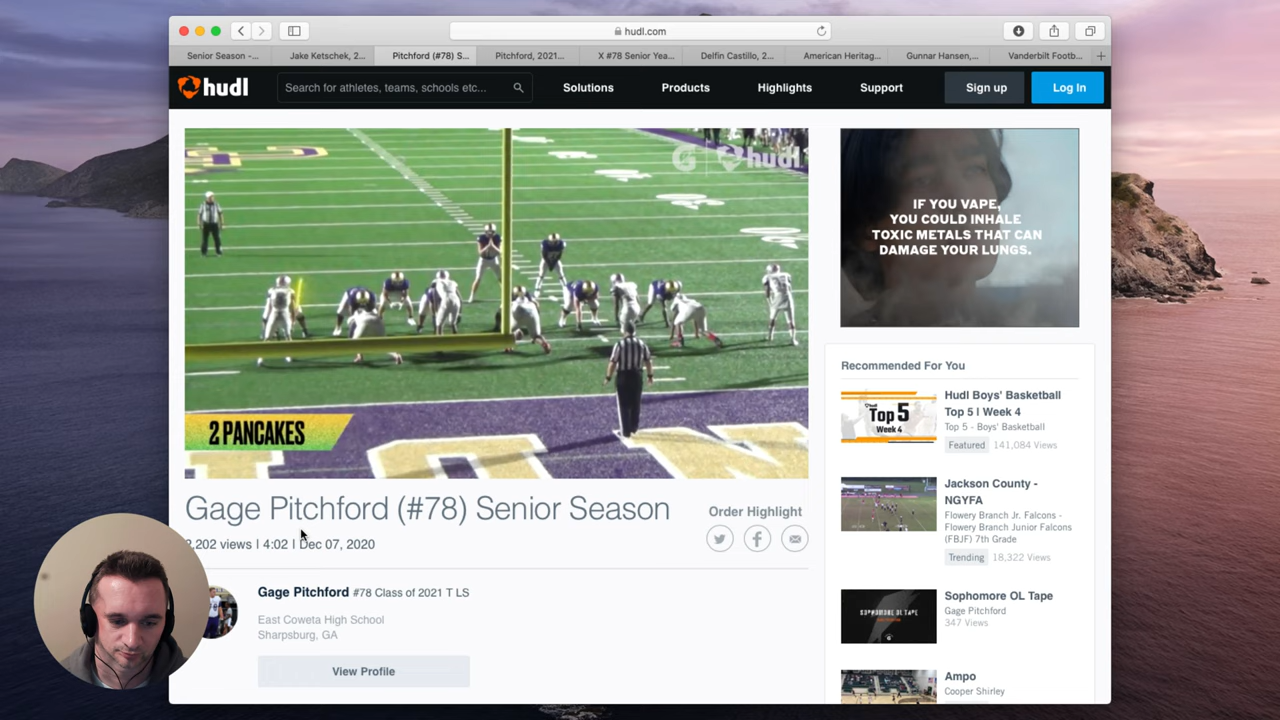 hudl.com
Senior Season -...
Jake Ketschek, 2...
Pitchford (#78) S...
Pitchford, 2021...
X #78 Senior Yea...
Delfin Castillo, 2...
American Heritag...
Gunnar Hansen,...
Vanderbilt Footb...
hudl
Search for athletes, teams, schools etc...
Solutions
Products
Highlights
Support
Sign up
Log In
G hudl
2 PANCAKES
IF YOU VAPE,
YOU COULD INHALE
TOXIC METALS THAT CAN
DAMAGE YOUR LUNGS.
Gage Pitchford (#78) Senior Season
Order Highlight
,202 views | 4:02 | Dec 07, 2020
Gage Pitchford #78 Class of 2021 T LS
East Coweta High School
Sharpsburg, GA
View Profile
Recommended For You
Top 5
Week 4
Hudl Boys' Basketball
Top 5 | Week 4
Top 5 - Boys' Basketball
Featured 141,084 Views
Jackson County -
NGYFA
Flowery Branch Jr. Falcons -
Flowery Branch Junior Falcons
(FBJF) 7th Grade
Trending 18,322 Views
SOPHOMORE OL TAPE
Sophomore OL Tape
Gage Pitchford
347 Views
Ampo
Cooper Shirley